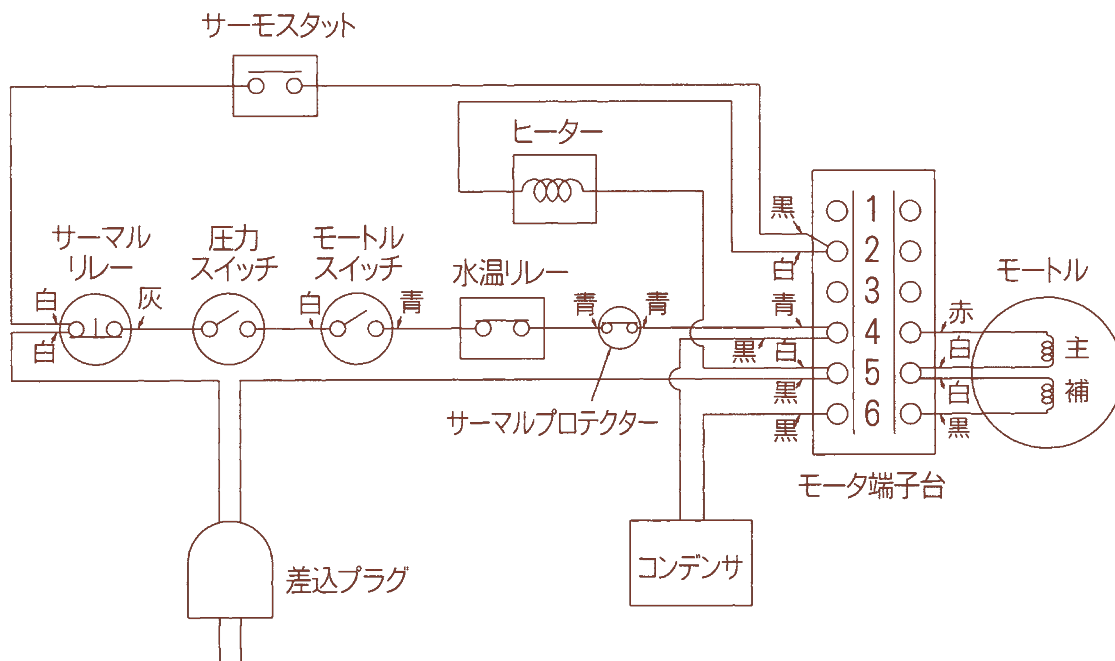 サーモスタット
ヒーター
黒
1
サーマル
リレー
圧力
スイッチ
モートル
スイッチ
水温リレー
2
白
モートル
白
灰
白
青
青
青
青
3
赤
白
黒
4
白
主
白
5
黒
白
補
サーマルプロテクター
黒
6
黒
モータ端子台
差込プラグ
コンデンサ